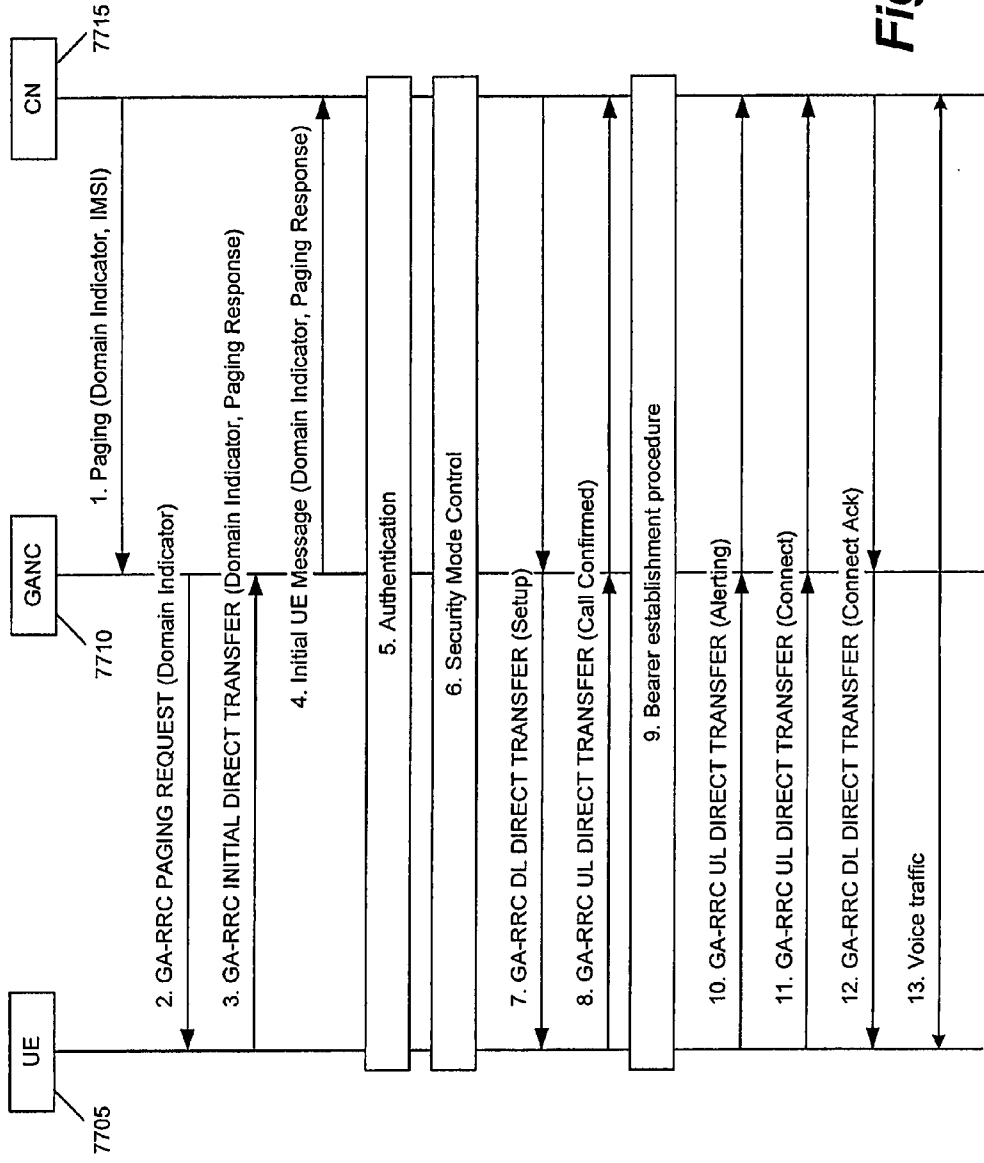 UE
GANC
CN
7705
7710
7715
1. Paging (Domain Indicator, IMSI)
2. GA-RRC PAGING REQUEST (Domain Indicator)
3. GA-RRC INITIAL DIRECT TRANSFER (Domain Indicator, Paging Response)
4. Initial UE Message (Domain Indicator, Paging Response)
5. Authentication
6. Security Mode Control
7. GA-RRC DL DIRECT TRANSFER (Setup)
8. GA-RRC UL DIRECT TRANSFER (Call Confirmed)
9. Bearer establishment procedure
10. GA-RRC UL DIRECT TRANSFER (Alerting)
11. GA-RRC UL DIRECT TRANSFER (Connect)
12. GA-RRC DL DIRECT TRANSFER (Connect Ack)
13. Voice traffic
Fig